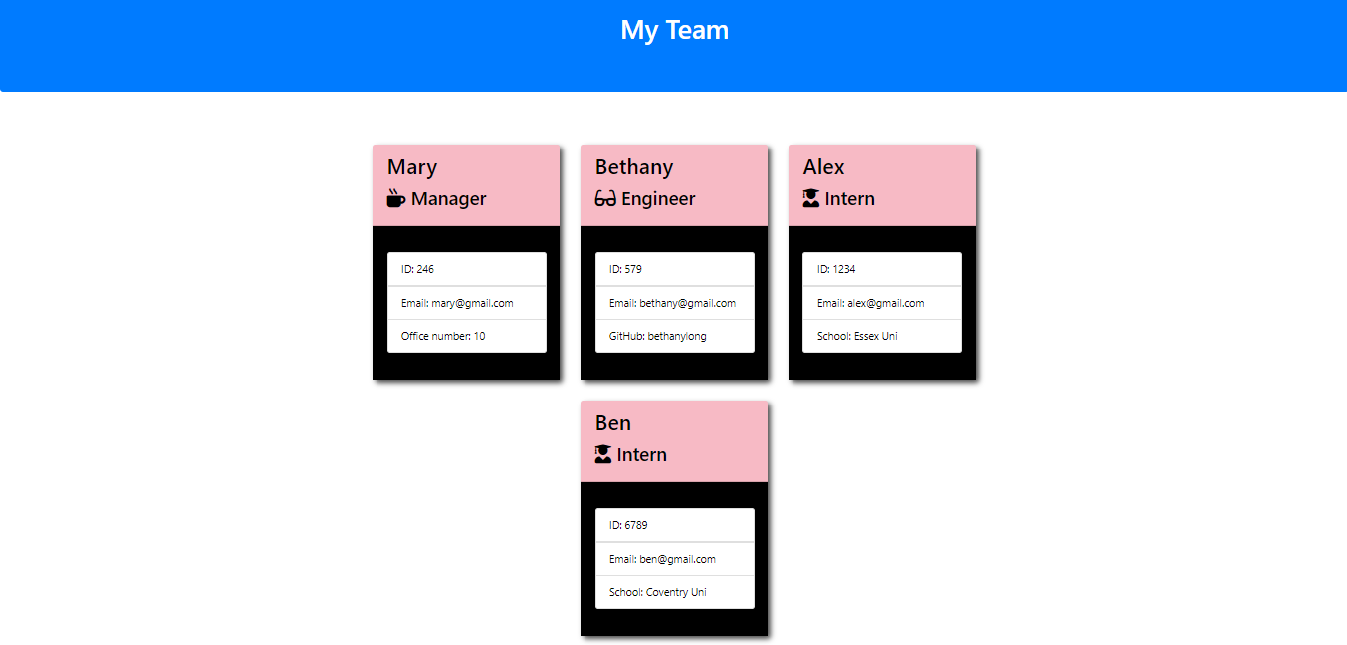 My Team
Mary
Manager
ID: 246
Email: mary@gmail.com
Office number: 10
Bethany
Engineer
ID: 579
Email: bethany@gmail.com
GitHub: bethanylong
Alex
Intern
ID: 1234
Email: alex@gmail.com
School: Essex Uni
Ben
Intern
ID: 6789
Email: ben@gmail.com
School: Coventry Uni